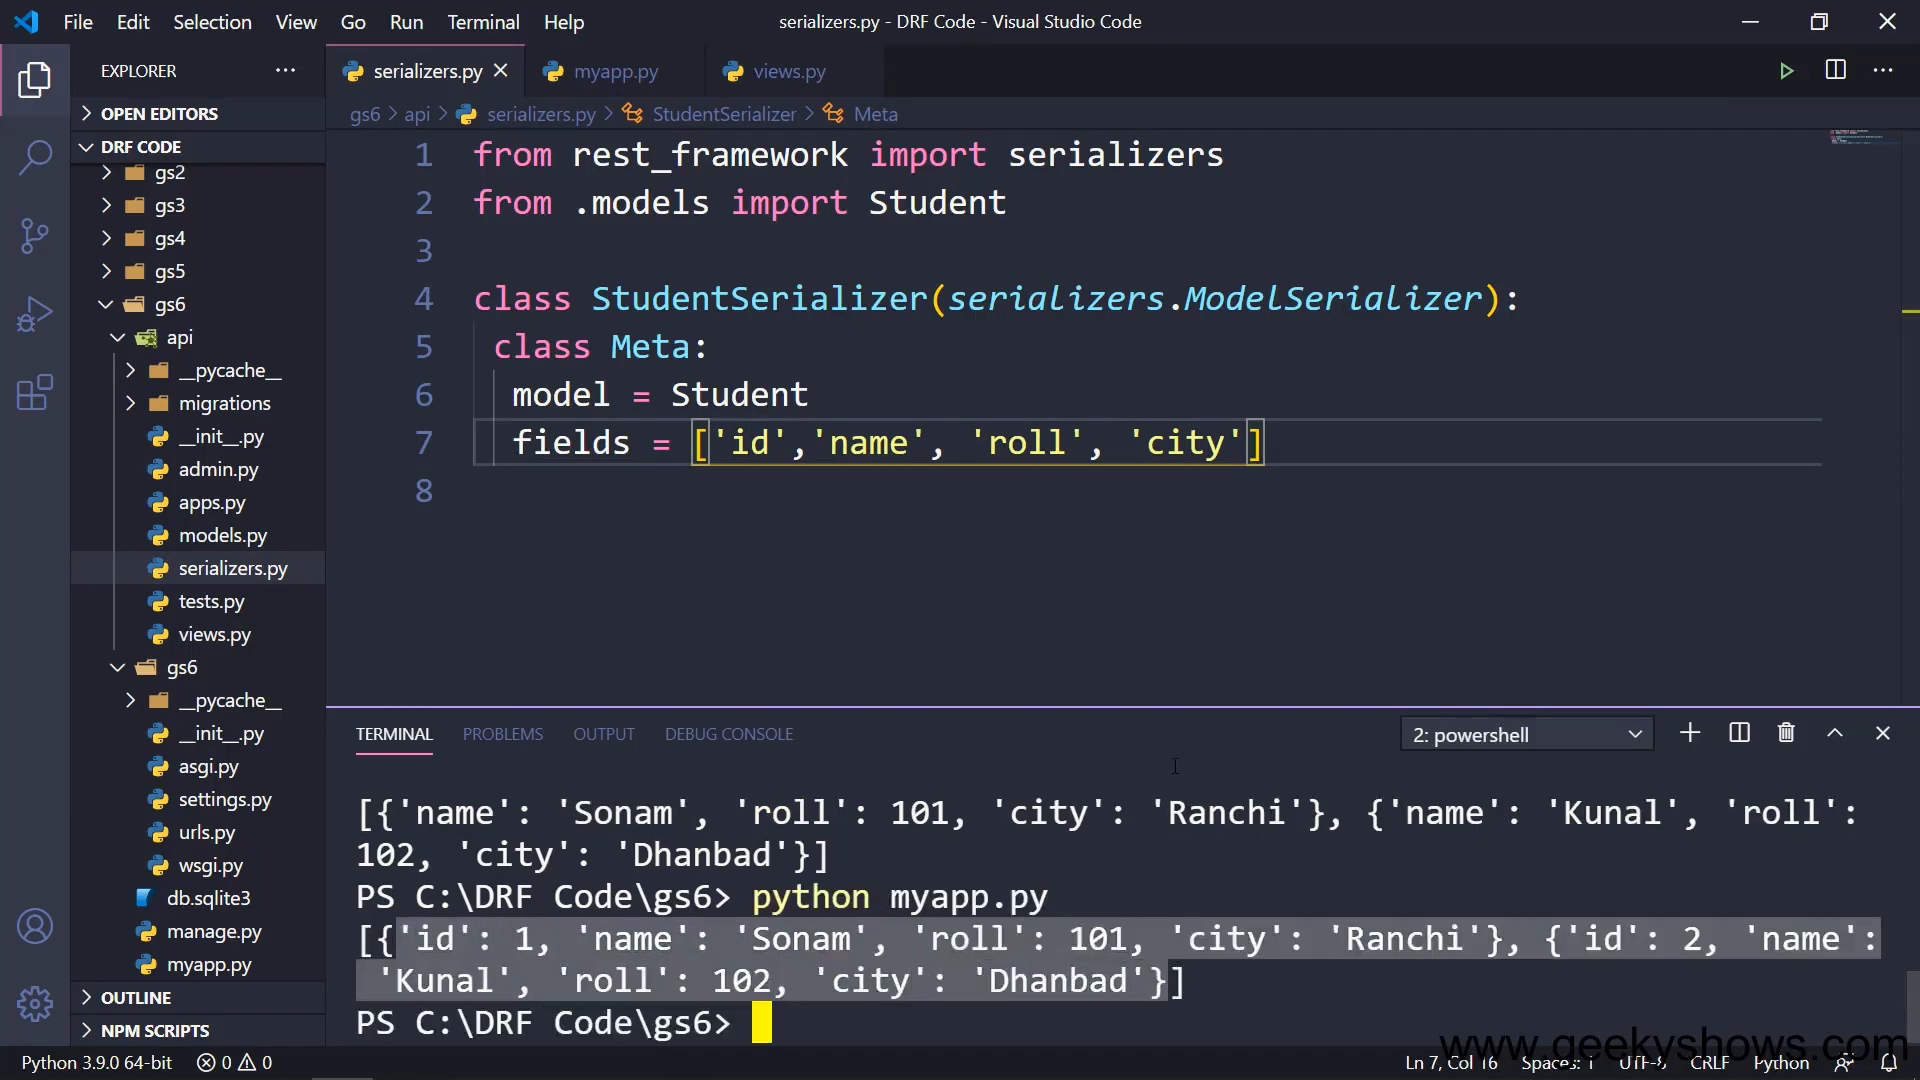 File Edit Selection View Go Run Terminal Help
serializers.py - DRF Code - Visual Studio Code
EXPLORER
OPEN EDITORS
DRF CODE
gs2
gs3
gs4
gs5
gs6
api
__pycache__
migrations
__init__.py
admin.py
apps.py
models.py
serializers.py
tests.py
views.py
gs6
__pycache__
__init__.py
asgi.py
settings.py
urls.py
wsgi.py
db.sqlite3
manage.py
myapp.py
OUTLINE
NPM SCRIPTS
serializers.py myapp.py views.py
gs6 > api > serializers.py > StudentSerializer > Meta
1 from rest_framework import serializers
2 from .models import Student
3
4 class StudentSerializer(serializers.ModelSerializer):
5 class Meta:
6 model = Student
7 fields = ['id','name', 'roll', 'city']
8
TERMINAL PROBLEMS OUTPUT DEBUG CONSOLE
2: powershell
[{'name': 'Sonam', 'roll': 101, 'city': 'Ranchi'}, {'name': 'Kunal', 'roll':
102, 'city': 'Dhanbad'}]
PS C:\DRF Code\gs6> python myapp.py
[{'id': 1, 'name': 'Sonam', 'roll': 101, 'city': 'Ranchi'}, {'id': 2, 'name':
'Kunal', 'roll': 102, 'city': 'Dhanbad'}]
PS C:\DRF Code\gs6>
www.geekyshows.com
Python 3.9.0 64-bit 0 0
Ln 7, Col 16 Spaces: 1 UTF-8 CRLF Python